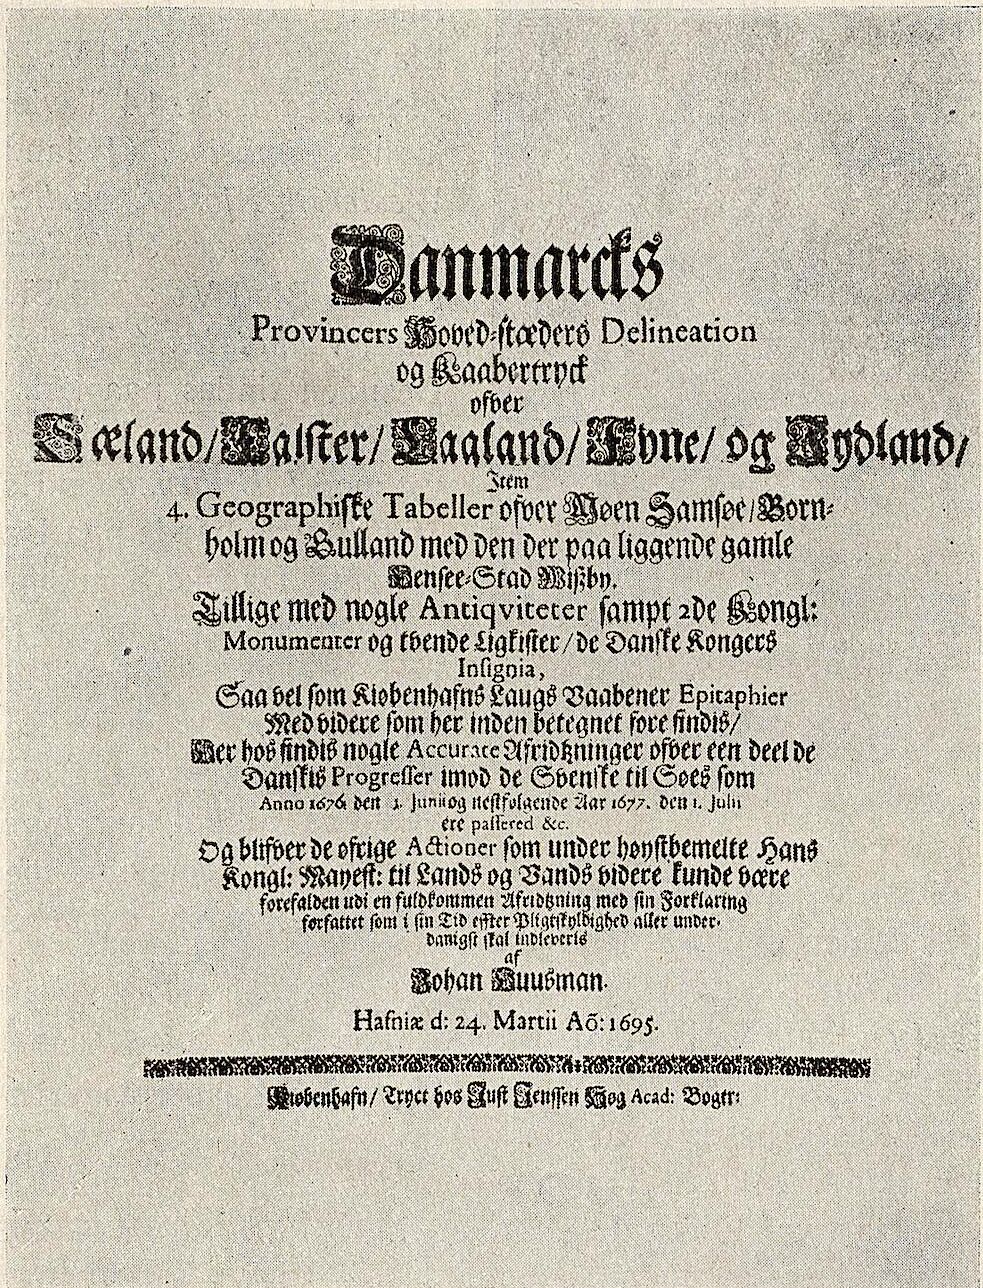 Danmarcks
Provincers Hoved-stæders Delineation
og Kaabertryck
ofver
Sæland/Falster/Laaland/Fyne/og Jydland/
Item
4. Geographiske Tabeller ofver Møen Samsøe/Born-
holm og Gulland med den der paa liggende gamle
Hensee-Stad Wißby.
Tillige med nogle Antiqviteter sampt 2de Kongl:
Monumenter og tvende Ligkister/de Danske Kongers
Insignia,
Saa vel som Kiøbenhafns Laugs Vaabener Epitaphier
Med videre som her inden betegnet fore findis/
Her hos findis nogle Accurate Afridtzninger ofver een deel de
Danskis Progresser imod de Svenske til Søes som
Anno 1676. den 1. Junii og nestfolgende Aar 1677. den 1. Julii
ere passered &c.
Og blifver de ofrige Actioner som under høystbemelte Hans
Kongl: Mayest: til Lands og Vands videre kunde være
forefalden udi en fuldkommen Afridtzning med sin Forklaring
forfattet som i sin Tid effter Pligtskyldighed aller under-
danigst skal indleveris
af
Johan Huusman.
Hafniæ d: 24. Martii Aõ: 1695.
Kiøbenhafn/ Tryct hos Just Jenssen Høg Acad: Bogtr: